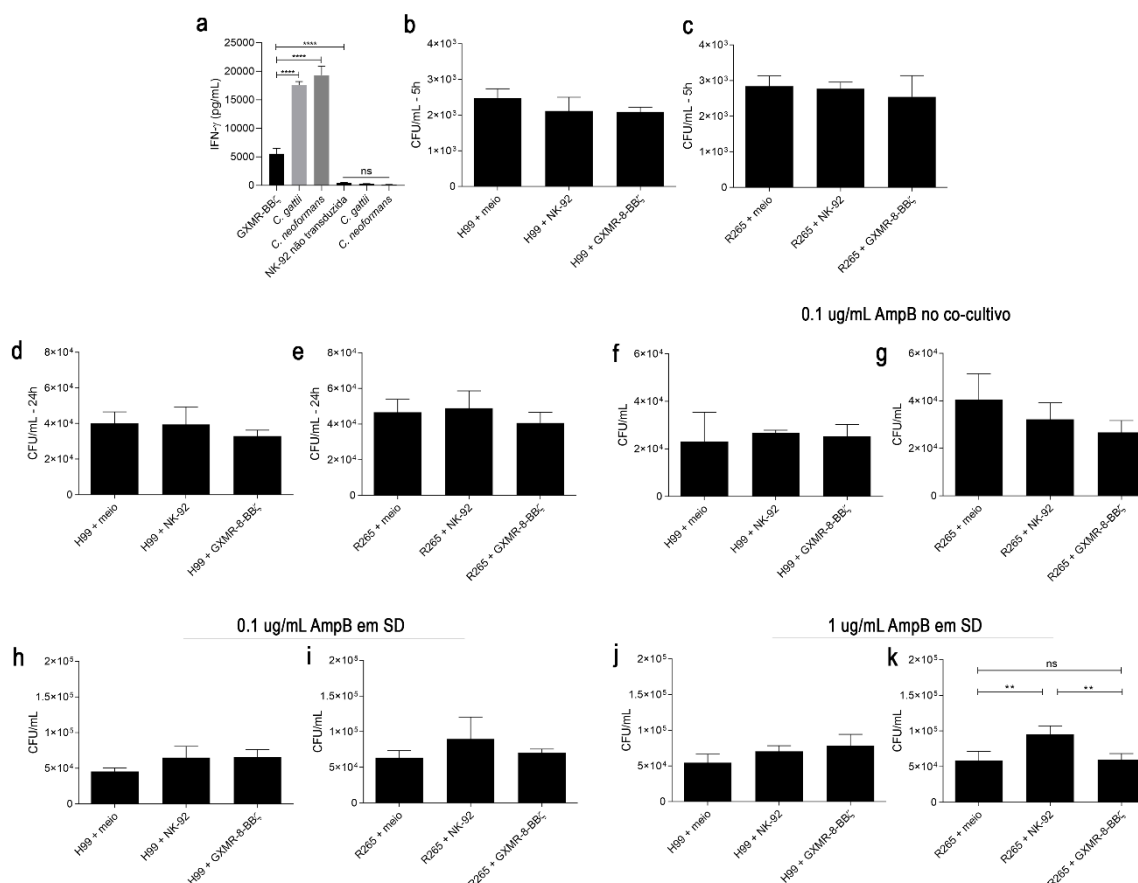 a
IFN-γ (pg/mL)
25000
20000
15000
10000
5000
0
****
****
****
ns
GXMR-BBζ
C. gattii
C. neoformans
NK-92 não transduzida
C. gattii
C. neoformans
b
CFU/mL - 5h
4×10³
3×10³
2×10³
1×10³
0
H99 + meio
H99 + NK-92
H99 + GXMR-8-BBζ
c
CFU/mL - 5h
4×10³
3×10³
2×10³
1×10³
0
R265 + meio
R265 + NK-92
R265 + GXMR-8-BBζ
d
CFU/mL - 24h
8×10⁴
6×10⁴
4×10⁴
2×10⁴
0
H99 + meio
H99 + NK-92
H99 + GXMR-8-BBζ
e
CFU/mL - 24h
8×10⁴
6×10⁴
4×10⁴
2×10⁴
0
R265 + meio
R265 + NK-92
R265 + GXMR-8-BBζ
0.1 ug/mL AmpB no co-cultivo
f
CFU/mL
6×10⁴
4×10⁴
2×10⁴
0
H99 + meio
H99 + NK-92
H99 + GXMR-8-BBζ
g
CFU/mL
6×10⁴
4×10⁴
2×10⁴
0
R265 + meio
R265 + NK-92
R265 + GXMR-8-BBζ
0.1 ug/mL AmpB em SD
h
CFU/mL
2×10⁵
1.5×10⁵
1×10⁵
5×10⁴
0
H99 + meio
H99 + NK-92
H99 + GXMR-8-BBζ
i
CFU/mL
2×10⁵
1.5×10⁵
1×10⁵
5×10⁴
0
R265 + meio
R265 + NK-92
R265 + GXMR-8-BBζ
1 ug/mL AmpB em SD
j
CFU/mL
2×10⁵
1.5×10⁵
1×10⁵
5×10⁴
0
H99 + meio
H99 + NK-92
H99 + GXMR-8-BBζ
k
CFU/mL
2×10⁵
1.5×10⁵
1×10⁵
5×10⁴
0
ns
**
**
R265 + meio
R265 + NK-92
R265 + GXMR-8-BBζ